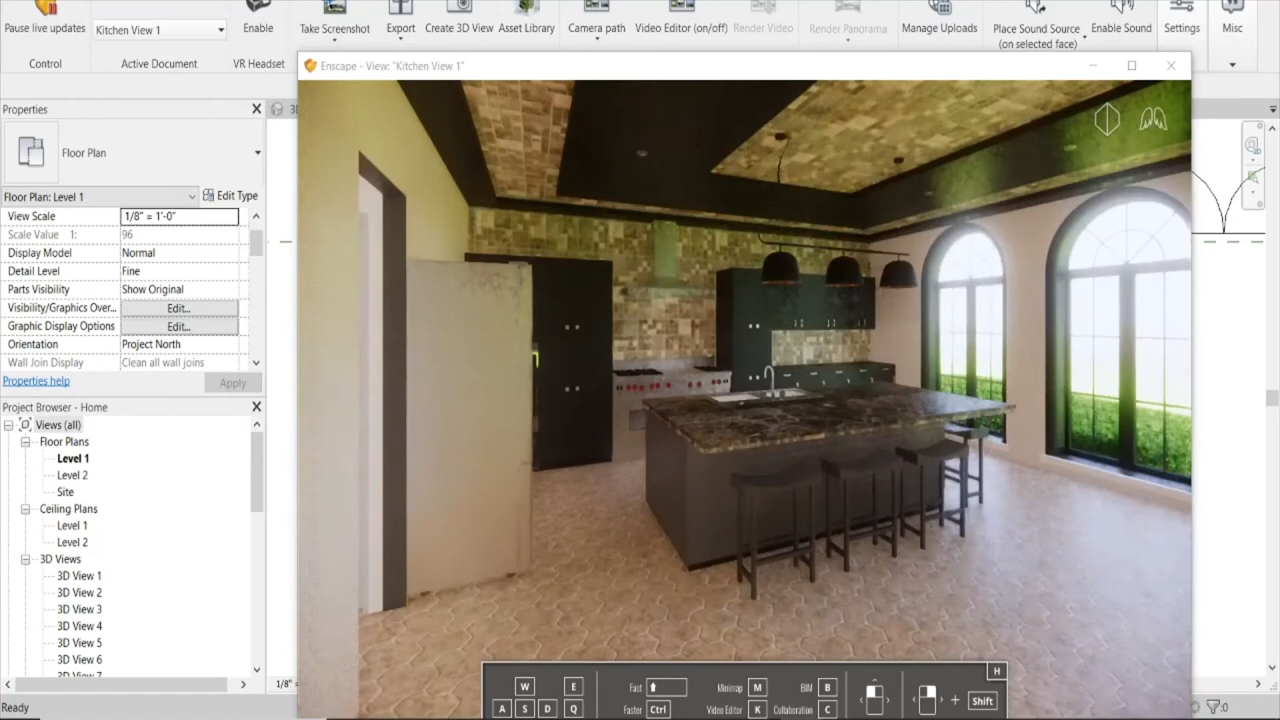 Pause live updates
Kitchen View 1
Enable
Take Screenshot
Export
Create 3D View
Asset Library
Camera path
Video Editor (on/off)
Render Video
Render Panorama
Manage Uploads
Place Sound Source
(on selected face)
Enable Sound
Settings
Misc
Control
Active Document
VR Headset
Enscape - View: "Kitchen View 1"
Properties
Floor Plan
Floor Plan: Level 1
Edit Type
View Scale 1/8" = 1'-0"
Scale Value 1: 96
Display Model Normal
Detail Level Fine
Parts Visibility Show Original
Visibility/Graphics Over... Edit...
Graphic Display Options Edit...
Orientation Project North
Wall Join Display Clean all wall joins
Properties help
Apply
Project Browser - Home
Views (all)
Floor Plans
Level 1
Level 2
Site
Ceiling Plans
Level 1
Level 2
3D Views
3D View 1
3D View 2
3D View 3
3D View 4
3D View 5
3D View 6
1/8" =
Ready
:0
H
W E
A S D Q
Fast
Faster Ctrl
Minimap M
Video Editor K
BIM B
Collaboration C
+ Shift